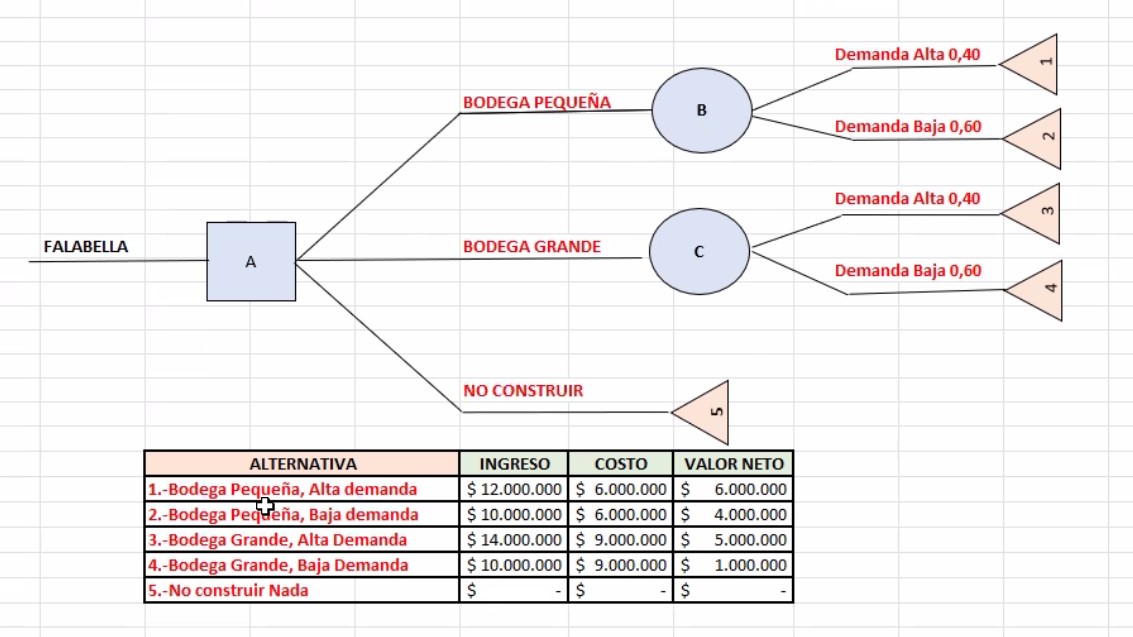 Demanda Alta 0,40
1
BODEGA PEQUEÑA
B
Demanda Baja 0,60
2
Demanda Alta 0,40
3
FALABELLA
A
BODEGA GRANDE
C
Demanda Baja 0,60
4
NO CONSTRUIR
5
ALTERNATIVA INGRESO COSTO VALOR NETO
1.-Bodega Pequeña, Alta demanda $ 12.000.000 $ 6.000.000 $ 6.000.000
2.-Bodega Pequeña, Baja demanda $ 10.000.000 $ 6.000.000 $ 4.000.000
3.-Bodega Grande, Alta Demanda $ 14.000.000 $ 9.000.000 $ 5.000.000
4.-Bodega Grande, Baja Demanda $ 10.000.000 $ 9.000.000 $ 1.000.000
5.-No construir Nada $ - $ - $ -